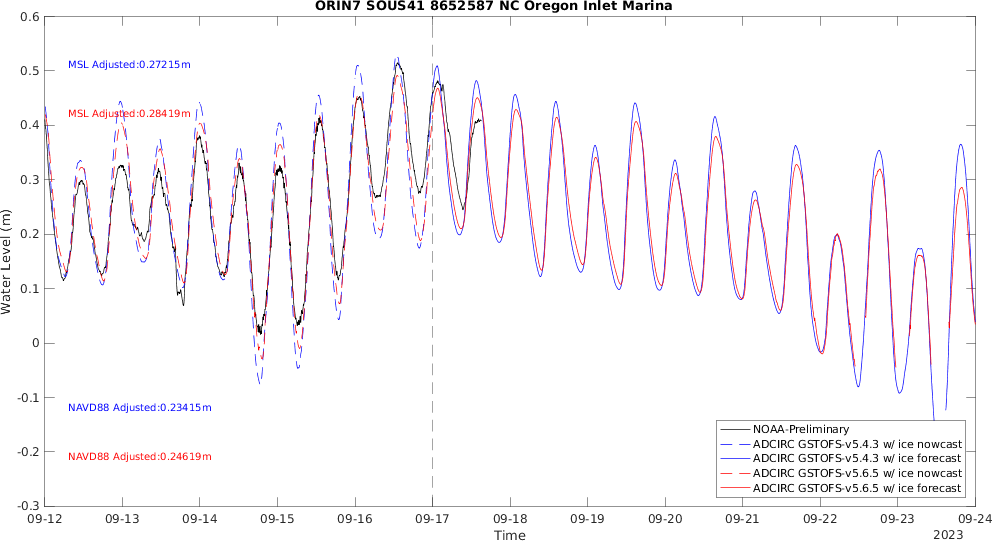 ORIN7 SOUS41 8652587 NC Oregon Inlet Marina
0.6
0.5
0.4
0.3
0.2
0.1
0
-0.1
-0.2
-0.3
Water Level (m)
MSL Adjusted:0.27215m
MSL Adjusted:0.28419m
NAVD88 Adjusted:0.23415m
NAVD88 Adjusted:0.24619m
NOAA-Preliminary
ADCIRC GSTOFS-v5.4.3 w/ ice nowcast
ADCIRC GSTOFS-v5.4.3 w/ ice forecast
ADCIRC GSTOFS-v5.6.5 w/ ice nowcast
ADCIRC GSTOFS-v5.6.5 w/ ice forecast
09-12 09-13 09-14 09-15 09-16 09-17 09-18 09-19 09-20 09-21 09-22 09-23 09-24
Time
2023